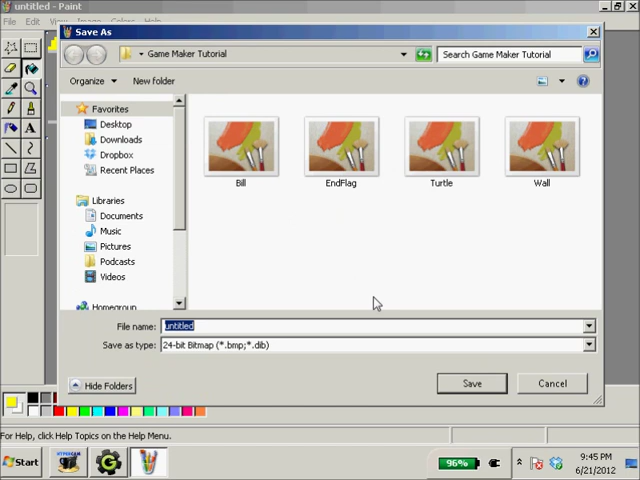 untitled - Paint
File Edit View Image Colors Help
Save As
Game Maker Tutorial
Search Game Maker Tutorial
Organize
New folder
Favorites
Desktop
Downloads
Dropbox
Recent Places
Libraries
Documents
Music
Pictures
Podcasts
Videos
Homegroup
Bill
EndFlag
Turtle
Wall
File name: untitled
Save as type: 24-bit Bitmap (*.bmp;*.dib)
Hide Folders
Save
Cancel
For Help, click Help Topics on the Help Menu.
Start
HYPERCAM
96%
9:45 PM
6/21/2012